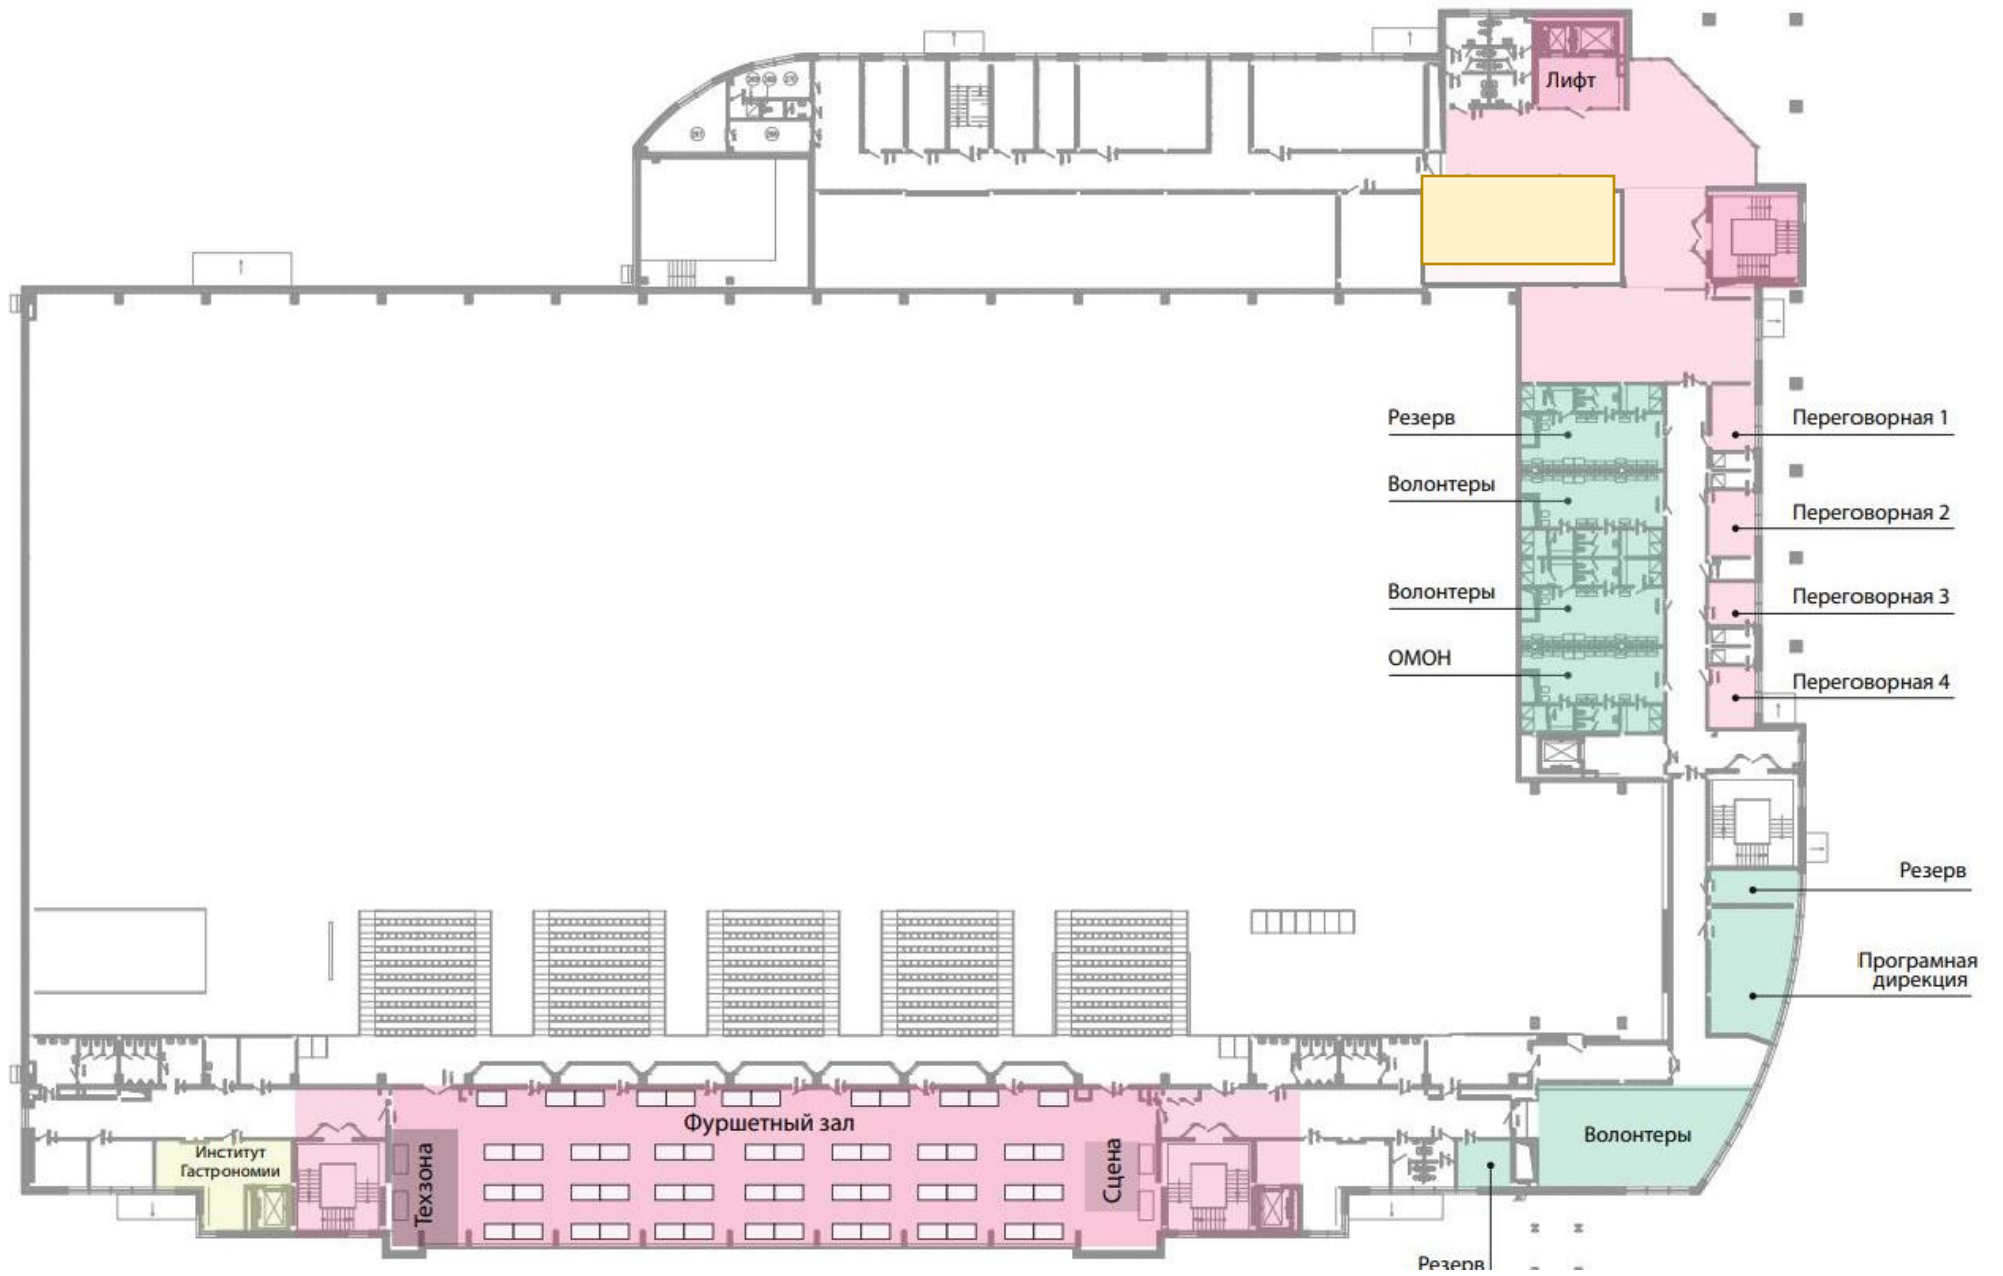 Лифт
Резерв
Переговорная 1
Волонтеры
Переговорная 2
Волонтеры
Переговорная 3
ОМОН
Переговорная 4
Резерв
Програмная
дирекция
Фуршетный зал
Волонтеры
Институт
Гастрономии
Техзона
Сцена
Резерв